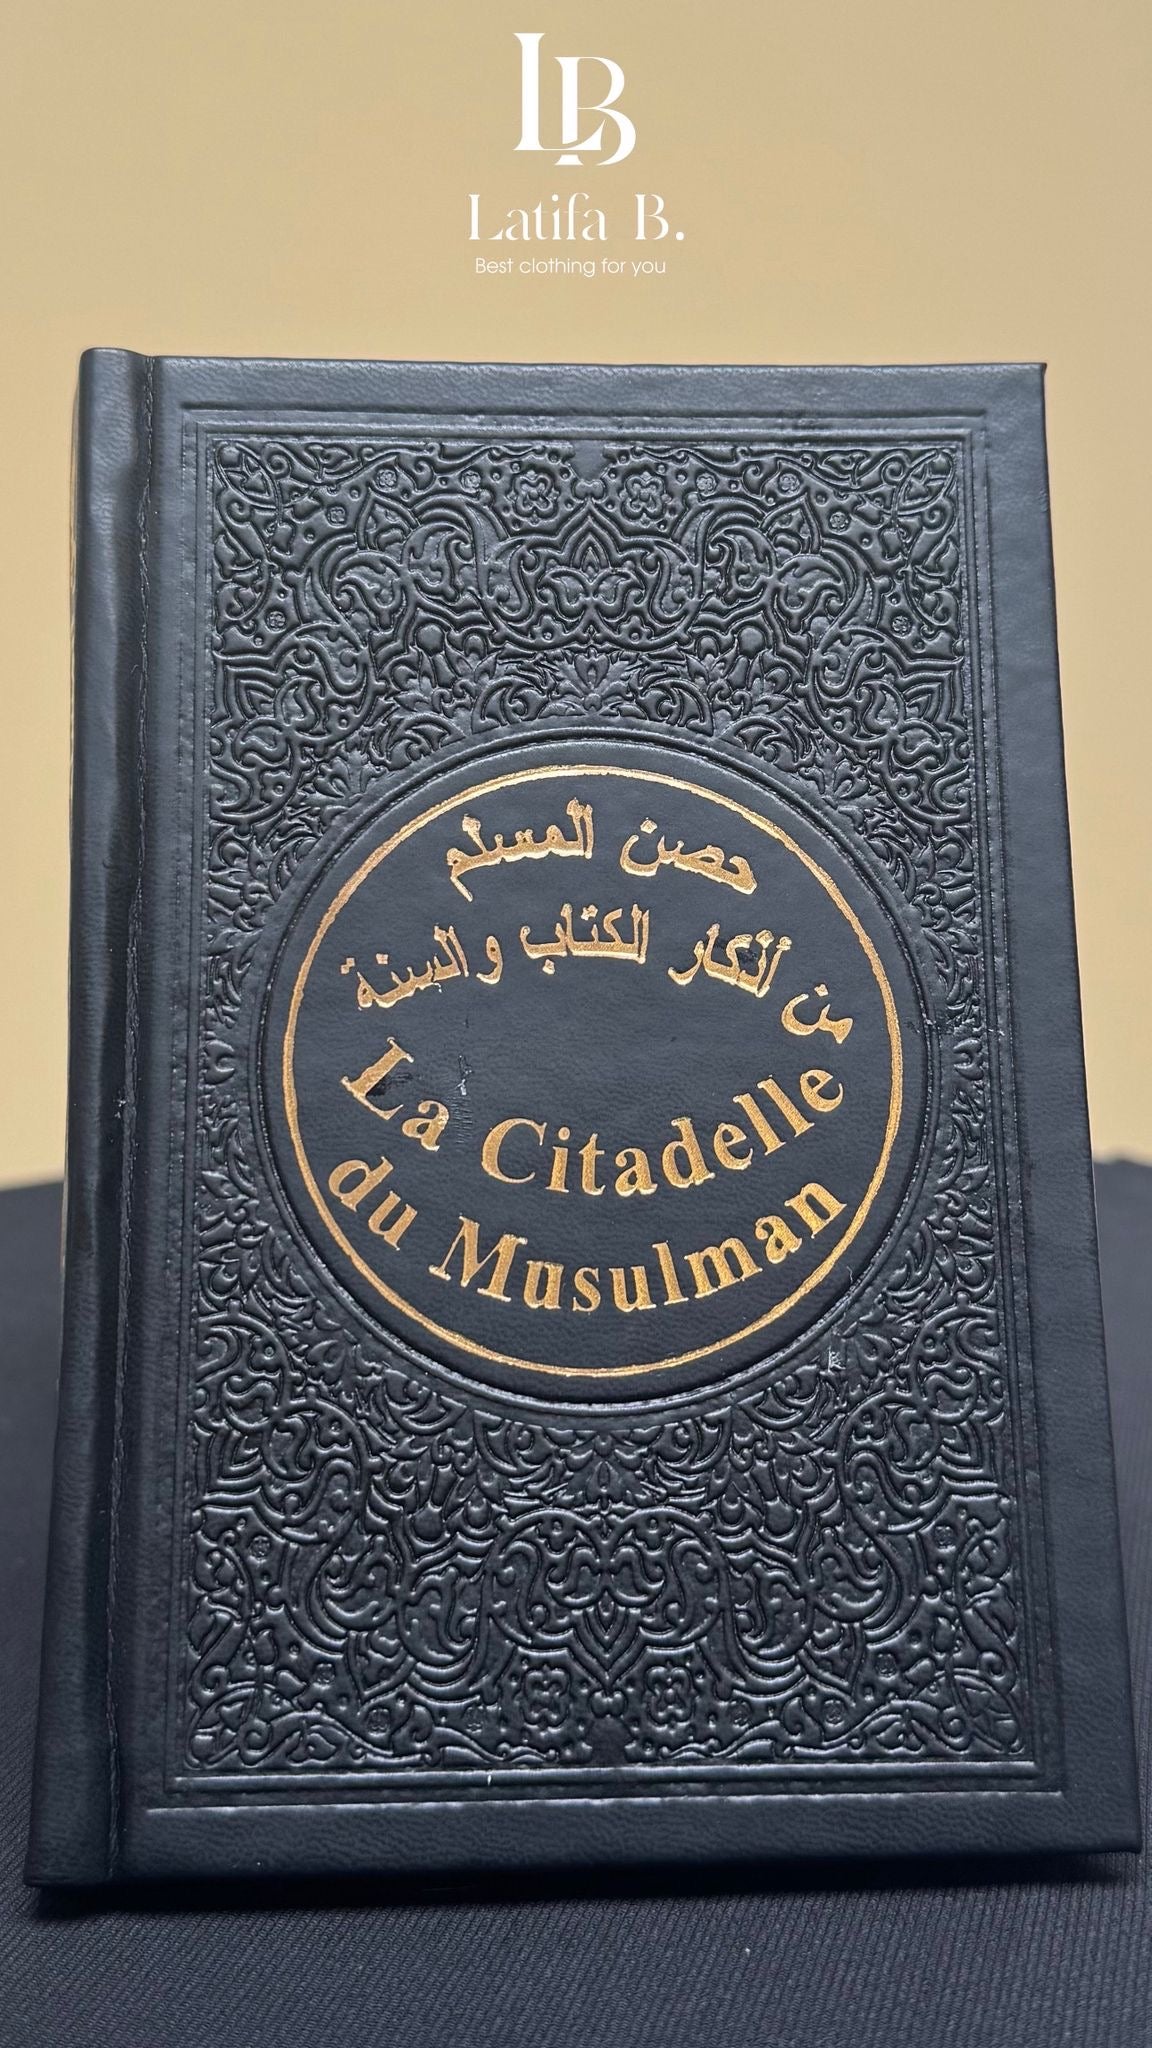 LB
Latifa B.
Best clothing for you
حصن المسلم
من أذكار الكتاب والسنة
La Citadelle
du Musulman